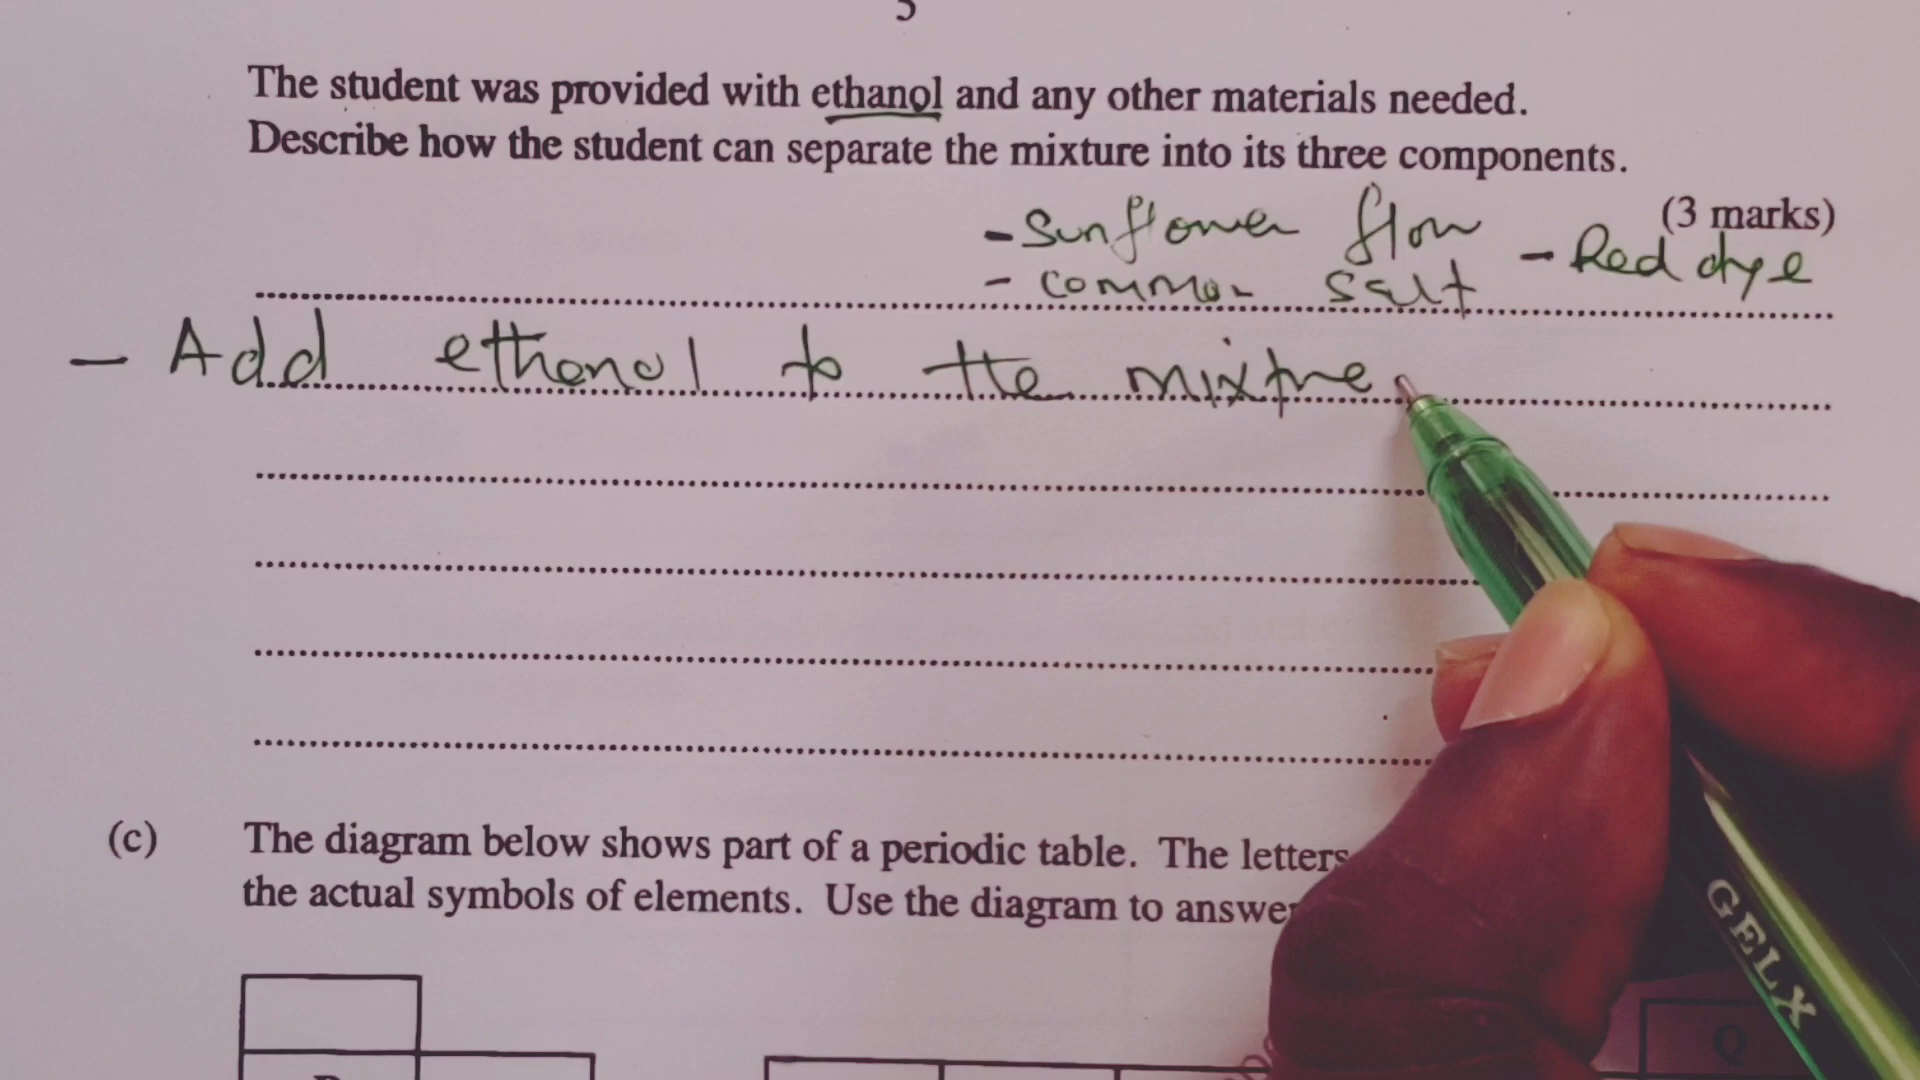 The student was provided with ethanol and any other materials needed.
Describe how the student can separate the mixture into its three components.
(3 marks)
- Sunflower flour
- Red dye
- common salt
- Add ethanol to the mixture
(c) The diagram below shows part of a periodic table. The letters
the actual symbols of elements. Use the diagram to answer
GELX
Q